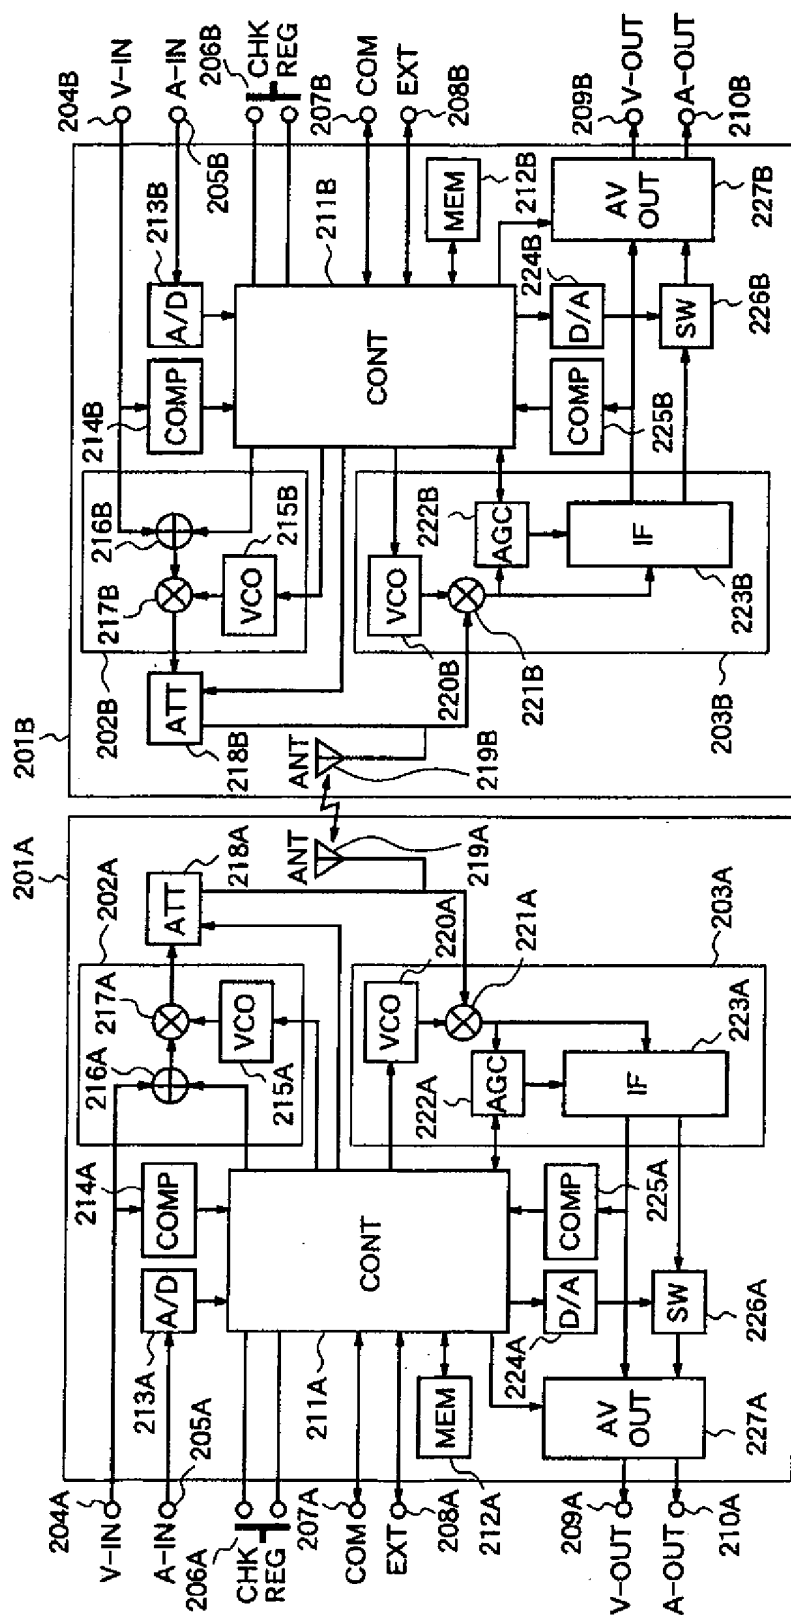 201A
204A
V-IN
A-IN
205A
206A
CHK
REG
207A
COM
EXT
208A
209A
V-OUT
A-OUT
210A
213A
A/D
214A
COMP
216A
217A
202A
VCO
215A
ATT
218A
ANT
219A
211A
CONT
MEM
212A
VCO
220A
221A
222A
AGC
IF
223A
203A
COMP
225A
D/A
224A
SW
226A
AV
OUT
227A
201B
204B
V-IN
A-IN
205B
206B
CHK
REG
207B
COM
EXT
208B
209B
V-OUT
A-OUT
210B
213B
A/D
214B
COMP
216B
217B
202B
VCO
215B
ATT
218B
ANT
219B
211B
CONT
MEM
212B
VCO
220B
221B
222B
AGC
IF
223B
203B
COMP
225B
D/A
224B
SW
226B
AV
OUT
227B